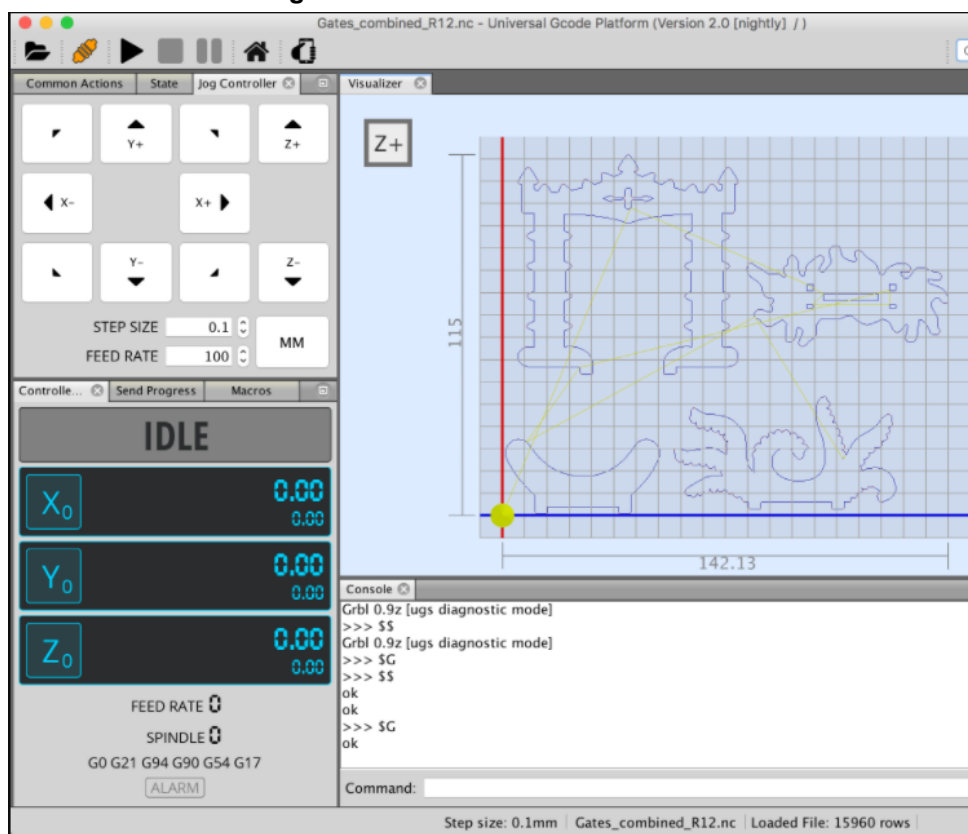 Gates_combined_R12.nc - Universal Gcode Platform (Version 2.0 [nightly] / )
Common Actions State Jog Controller
Y+
Z+
X-
X+
Y-
Z-
STEP SIZE 0.1
FEED RATE 100
MM
Controlle... Send Progress Macros
IDLE
X0 0.00
0.00
Y0 0.00
0.00
Z0 0.00
0.00
FEED RATE 0
SPINDLE 0
G0 G21 G94 G90 G54 G17
ALARM
Visualizer
Z+
115
142.13
Console
Grbl 0.9z [ugs diagnostic mode]
>>> $$
Grbl 0.9z [ugs diagnostic mode]
>>> $G
>>> $$
ok
ok
>>> $G
ok
Command:
Step size: 0.1mm Gates_combined_R12.nc Loaded File: 15960 rows